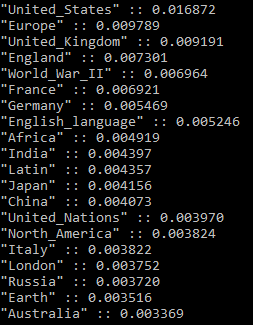 "United_States" :: 0.016872
"Europe" :: 0.009789
"United_Kingdom" :: 0.009191
"England" :: 0.007301
"World_War_II" :: 0.006964
"France" :: 0.006921
"Germany" :: 0.005469
"English_language" :: 0.005246
"Africa" :: 0.004919
"India" :: 0.004397
"Latin" :: 0.004357
"Japan" :: 0.004156
"China" :: 0.004073
"United_Nations" :: 0.003970
"North_America" :: 0.003824
"Italy" :: 0.003822
"London" :: 0.003752
"Russia" :: 0.003720
"Earth" :: 0.003516
"Australia" :: 0.003369